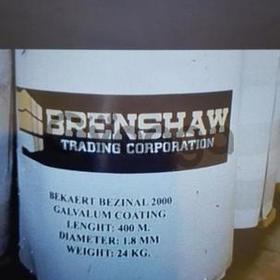 BRENSHAW
TRADING CORPORATION
BEKAERT BEZINAL 2000
GALVALUM COATING
LENGHT: 400 M.
DIAMETER: 1.8 MM
WEIGHT: 24 KG.